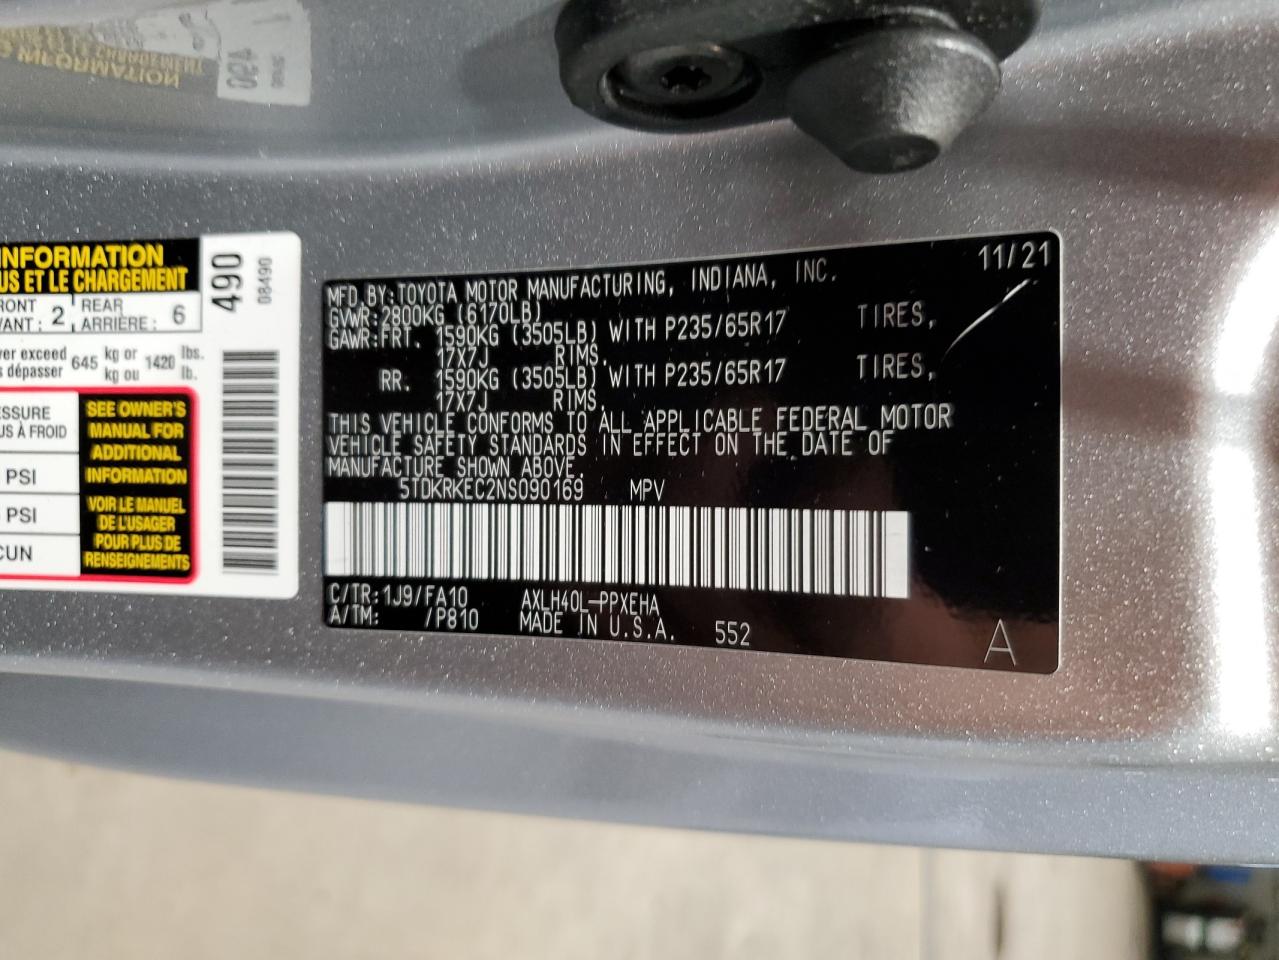 INFORMATION
0614
INFORMATION
US ET LE CHARGEMENT
RONT 2 REAR 6
VANT: ARRIÈRE:
ver exceed 645 kg or 1420 lbs.
s dépasser kg ou lb.
ESSURE
US À FROID
PSI
PSI
CUN
SEE OWNER'S
MANUAL FOR
ADDITIONAL
INFORMATION
VOIR LE MANUEL
DE L'USAGER
POUR PLUS DE
RENSEIGNEMENTS
490
08490
11/21
MFD. BY: TOYOTA MOTOR MANUFACTURING, INDIANA, INC.
GVWR: 2800KG (6170LB)
GAWR: FRT. 1590KG (3505LB) WITH P235/65R17 TIRES,
17X7J RIMS.
RR. 1590KG (3505LB) WITH P235/65R17 TIRES,
17X7J RIMS.
THIS VEHICLE CONFORMS TO ALL APPLICABLE FEDERAL MOTOR
VEHICLE SAFETY STANDARDS IN EFFECT ON THE DATE OF
MANUFACTURE SHOWN ABOVE.
5TDKRKEC2NS090169 MPV
C/TR: 1J9/FA10 AXLH40L-PPXEHA
A/TM: /P810 MADE IN U.S.A. 552
A